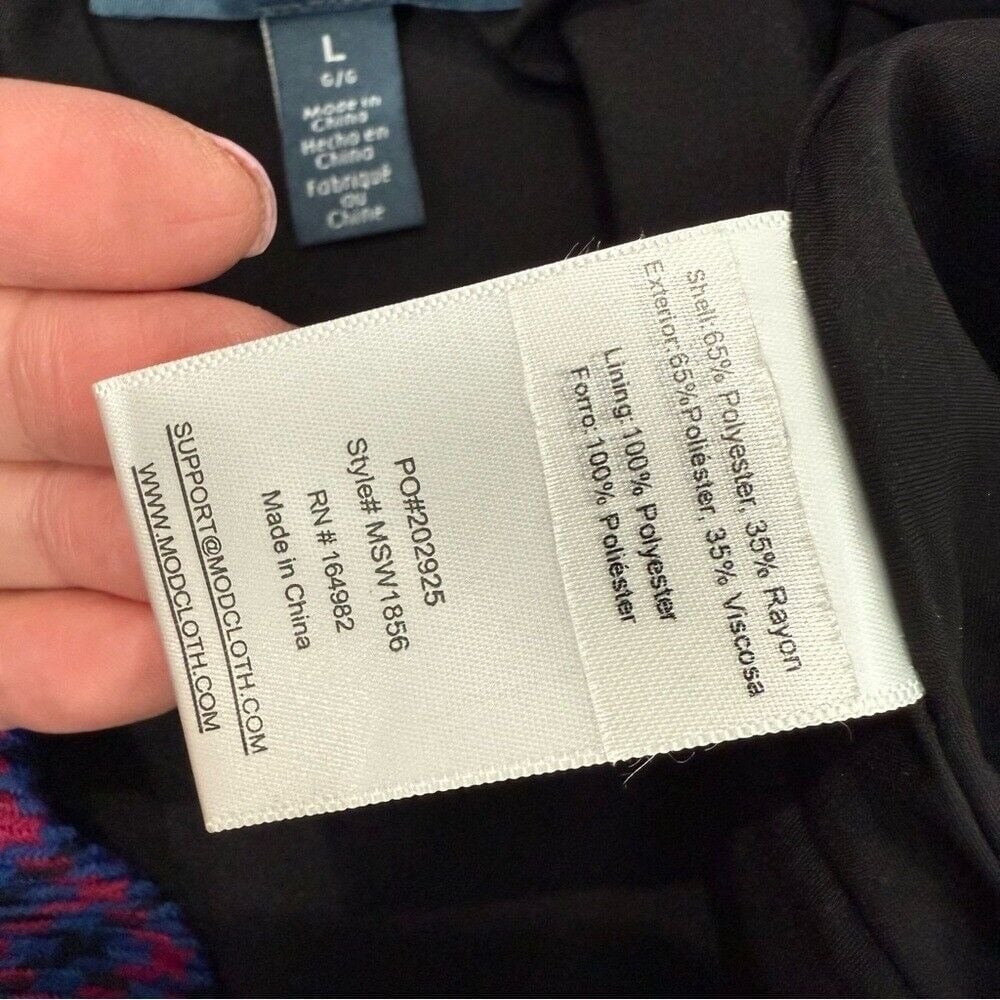 L
G/G
Made in
China
Hecho en
China
Fabriqué
au
Chine
Shell:65% Polyester, 35% Rayon
Exterior:65%Poliéster, 35% Viscosa
Lining:100% Polyester
Forro:100% Poliéster
PO#202925
Style# MSW1856
RN # 164982
Made in China
SUPPORT@MODCLOTH.COM
WWW.MODCLOTH.COM